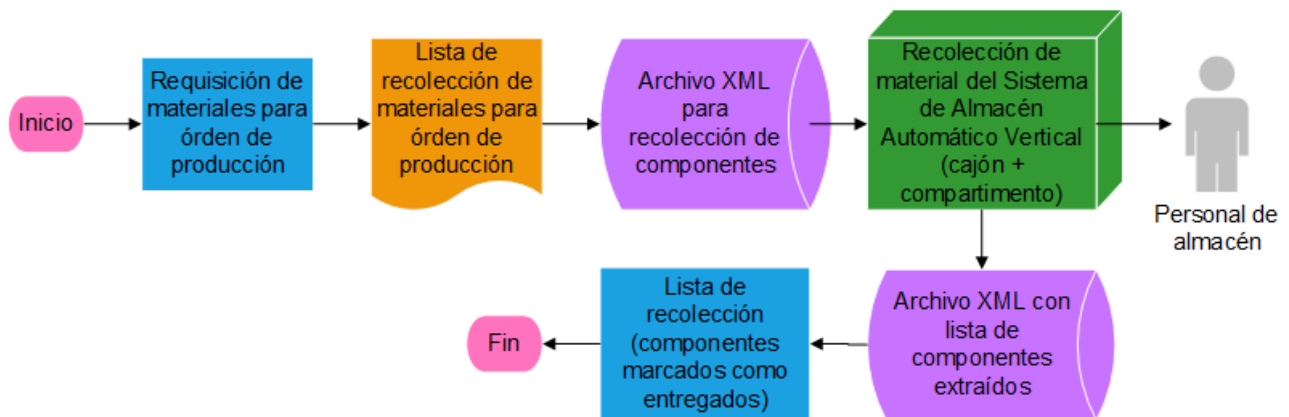 Inicio
Requisición de
materiales para
órden de
producción
Lista de
recolección de
materiales para
órden de
producción
Archivo XML
para
recolección de
componentes
Recolección de
material del Sistema
de Almacén
Automático Vertical
(cajón +
compartimento)
Personal de
almacén
Archivo XML con
lista de
componentes
extraídos
Lista de
recolección
(componentes
marcados como
entregados)
Fin